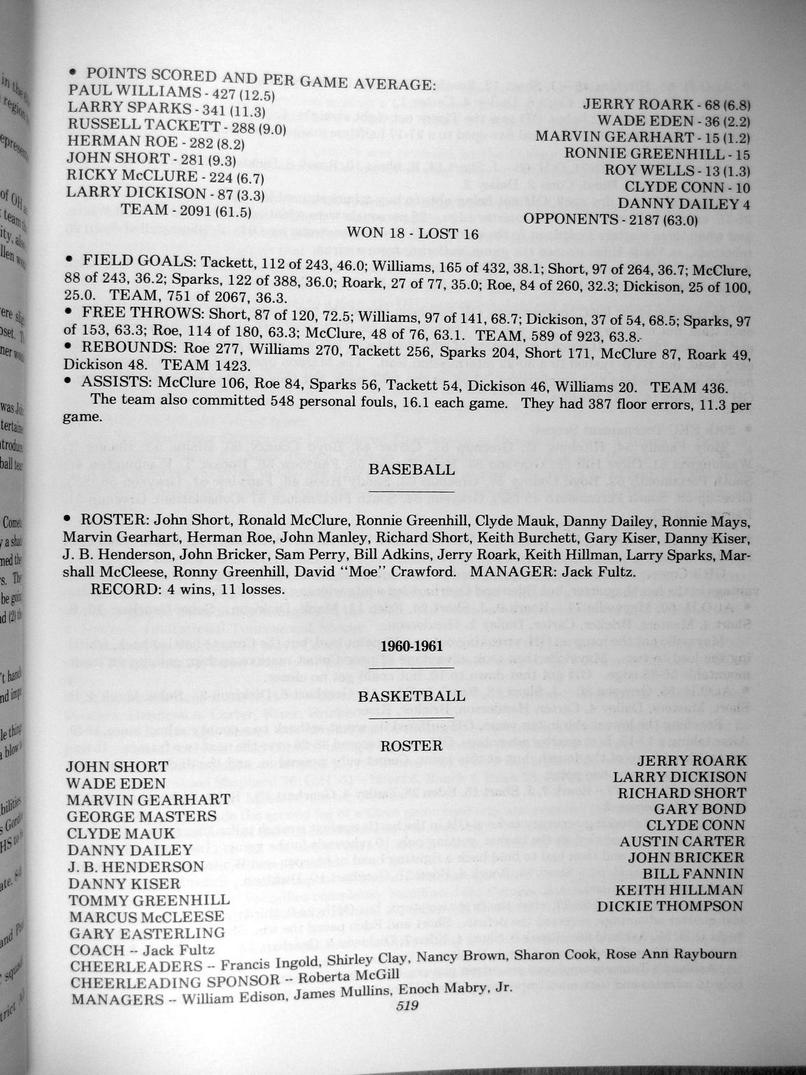 • POINTS SCORED AND PER GAME AVERAGE:
PAUL WILLIAMS - 427 (12.5)
LARRY SPARKS - 341 (11.3)
RUSSELL TACKETT - 288 (9.0)
HERMAN ROE - 282 (8.2)
JOHN SHORT - 281 (9.3)
RICKY McCLURE - 224 (6.7)
LARRY DICKISON - 87 (3.3)
TEAM - 2091 (61.5)
JERRY ROARK - 68 (6.8)
WADE EDEN - 36 (2.2)
MARVIN GEARHART - 15 (1.2)
RONNIE GREENHILL - 15
ROY WELLS - 13 (1.3)
CLYDE CONN - 10
DANNY DAILEY 4
OPPONENTS - 2187 (63.0)
WON 18 - LOST 16
• FIELD GOALS: Tackett, 112 of 243, 46.0; Williams, 165 of 432, 38.1; Short, 97 of 264, 36.7; McClure,
88 of 243, 36.2; Sparks, 122 of 388, 36.0; Roark, 27 of 77, 35.0; Roe, 84 of 260, 32.3; Dickison, 25 of 100,
25.0. TEAM, 751 of 2067, 36.3.
• FREE THROWS: Short, 87 of 120, 72.5; Williams, 97 of 141, 68.7; Dickison, 37 of 54, 68.5; Sparks, 97
of 153, 63.3; Roe, 114 of 180, 63.3; McClure, 48 of 76, 63.1. TEAM, 589 of 923, 63.8.
• REBOUNDS: Roe 277, Williams 270, Tackett 256, Sparks 204, Short 171, McClure 87, Roark 49,
Dickison 48. TEAM 1423.
• ASSISTS: McClure 106, Roe 84, Sparks 56, Tackett 54, Dickison 46, Williams 20. TEAM 436.
The team also committed 548 personal fouls, 16.1 each game. They had 387 floor errors, 11.3 per
game.
BASEBALL
• ROSTER: John Short, Ronald McClure, Ronnie Greenhill, Clyde Mauk, Danny Dailey, Ronnie Mays,
Marvin Gearhart, Herman Roe, John Manley, Richard Short, Keith Burchett, Gary Kiser, Danny Kiser,
J. B. Henderson, John Bricker, Sam Perry, Bill Adkins, Jerry Roark, Keith Hillman, Larry Sparks, Mar-
shall McCleese, Ronny Greenhill, David "Moe" Crawford. MANAGER: Jack Fultz.
RECORD: 4 wins, 11 losses.
1960-1961
BASKETBALL
ROSTER
JOHN SHORT
WADE EDEN
MARVIN GEARHART
GEORGE MASTERS
CLYDE MAUK
DANNY DAILEY
J. B. HENDERSON
DANNY KISER
TOMMY GREENHILL
MARCUS McCLEESE
GARY EASTERLING
JERRY ROARK
LARRY DICKISON
RICHARD SHORT
GARY BOND
CLYDE CONN
AUSTIN CARTER
JOHN BRICKER
BILL FANNIN
KEITH HILLMAN
DICKIE THOMPSON
COACH -- Jack Fultz
CHEERLEADERS -- Francis Ingold, Shirley Clay, Nancy Brown, Sharon Cook, Rose Ann Raybourn
CHEERLEADING SPONSOR -- Roberta McGill
MANAGERS -- William Edison, James Mullins, Enoch Mabry, Jr.
519